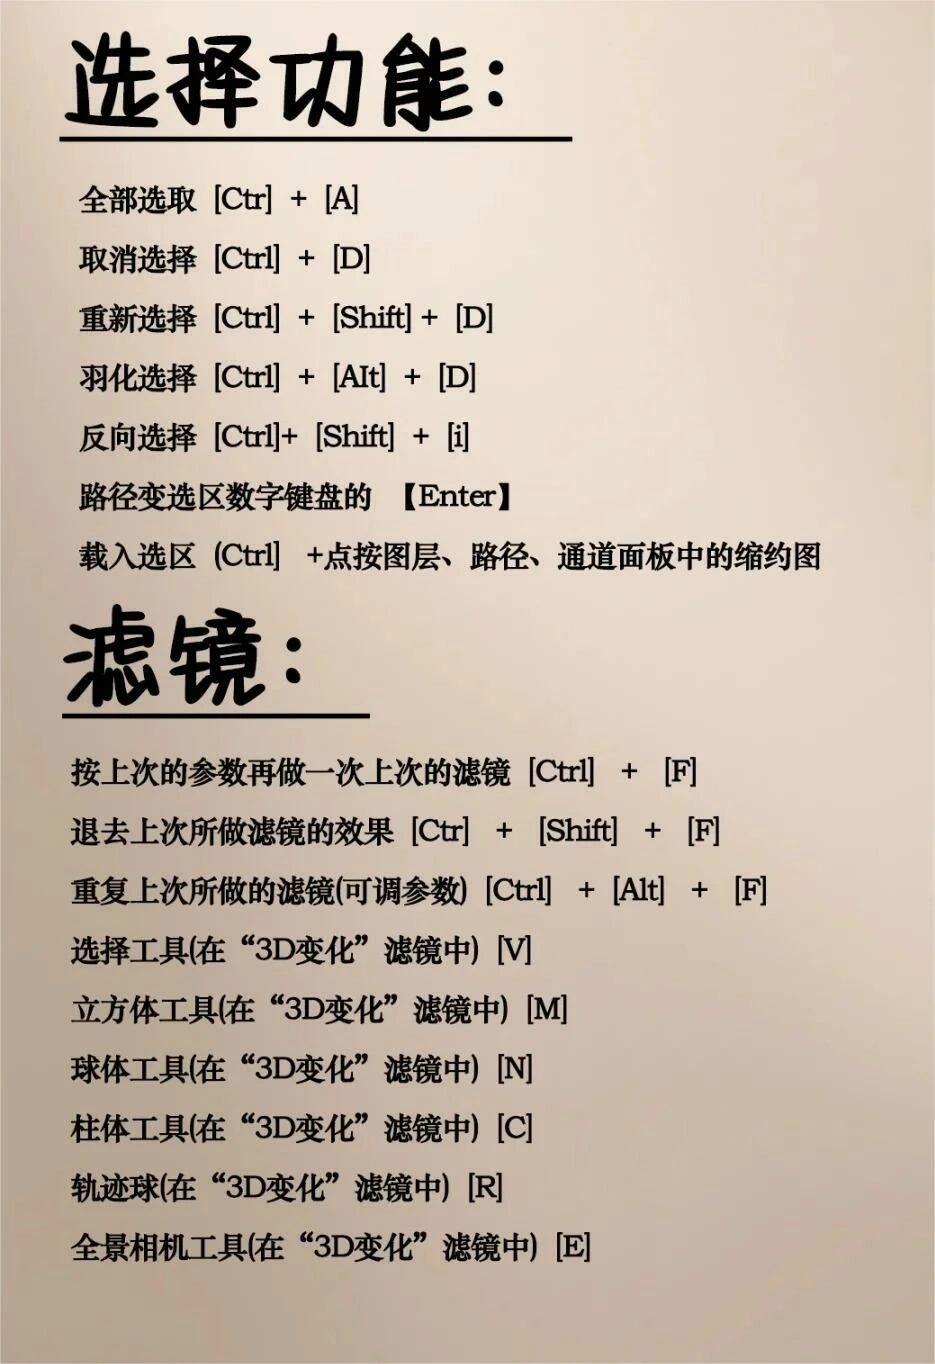 选择功能:
全部选取 [Ctr] + [A]
取消选择 [Ctrl] + [D]
重新选择 [Ctrl] + [Shift] + [D]
羽化选择 [Ctrl] + [AIt] + [D]
反向选择 [Ctrl]+ [Shift] + [i]
路径变选区数字键盘的 【Enter】
载入选区 (Ctrl] +点按图层、路径、通道面板中的缩约图
滤镜:
按上次的参数再做一次上次的滤镜 [Ctrl] + [F]
退去上次所做滤镜的效果 [Ctr] + [Shift] + [F]
重复上次所做的滤镜(可调参数) [Ctrl] + [Alt] + [F]
选择工具(在“3D变化”滤镜中) [V]
立方体工具(在“3D变化”滤镜中) [M]
球体工具(在“3D变化”滤镜中) [N]
柱体工具(在“3D变化”滤镜中) [C]
轨迹球(在“3D变化”滤镜中) [R]
全景相机工具(在“3D变化”滤镜中) [E]